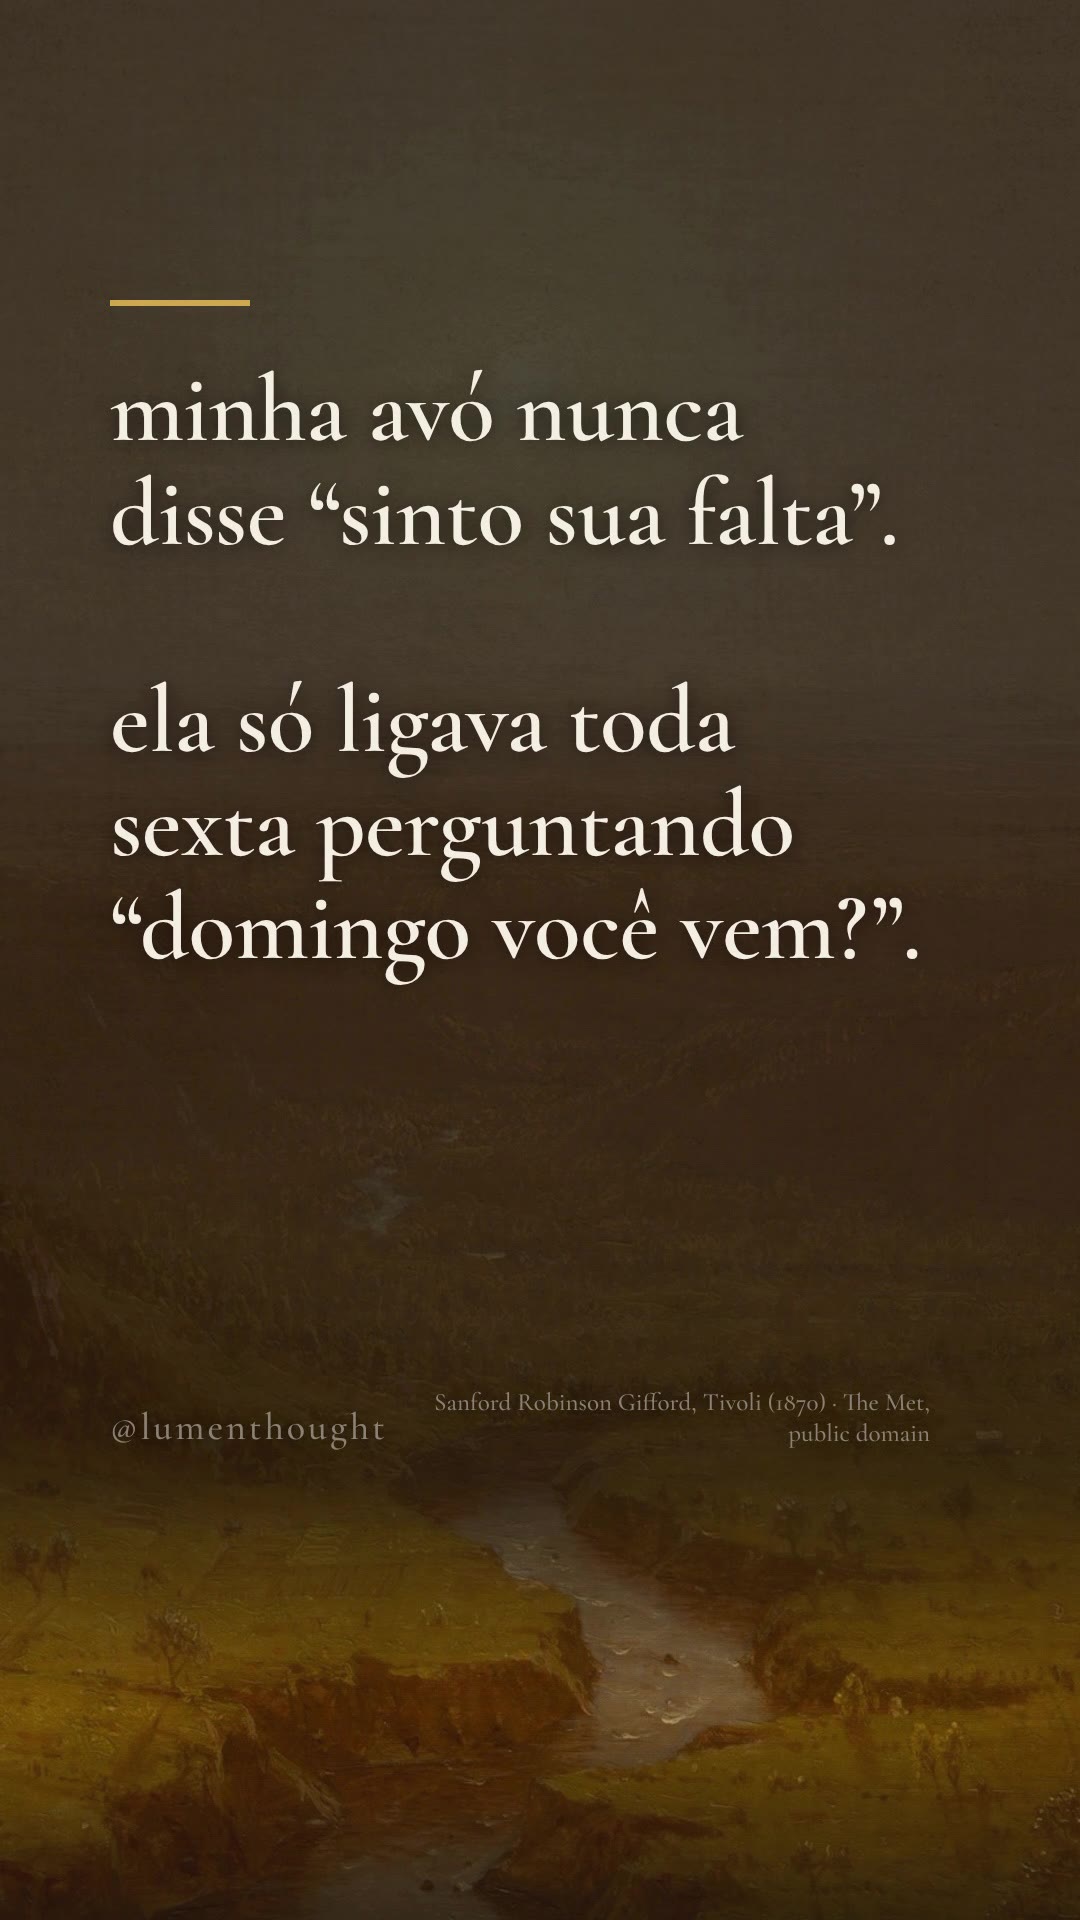 minha avó nunca
disse “sinto sua falta”.
ela só ligava toda
sexta perguntando
“domingo você vem?”.
@lumenthought
Sanford Robinson Gifford, Tivoli (1870) · The Met,
public domain